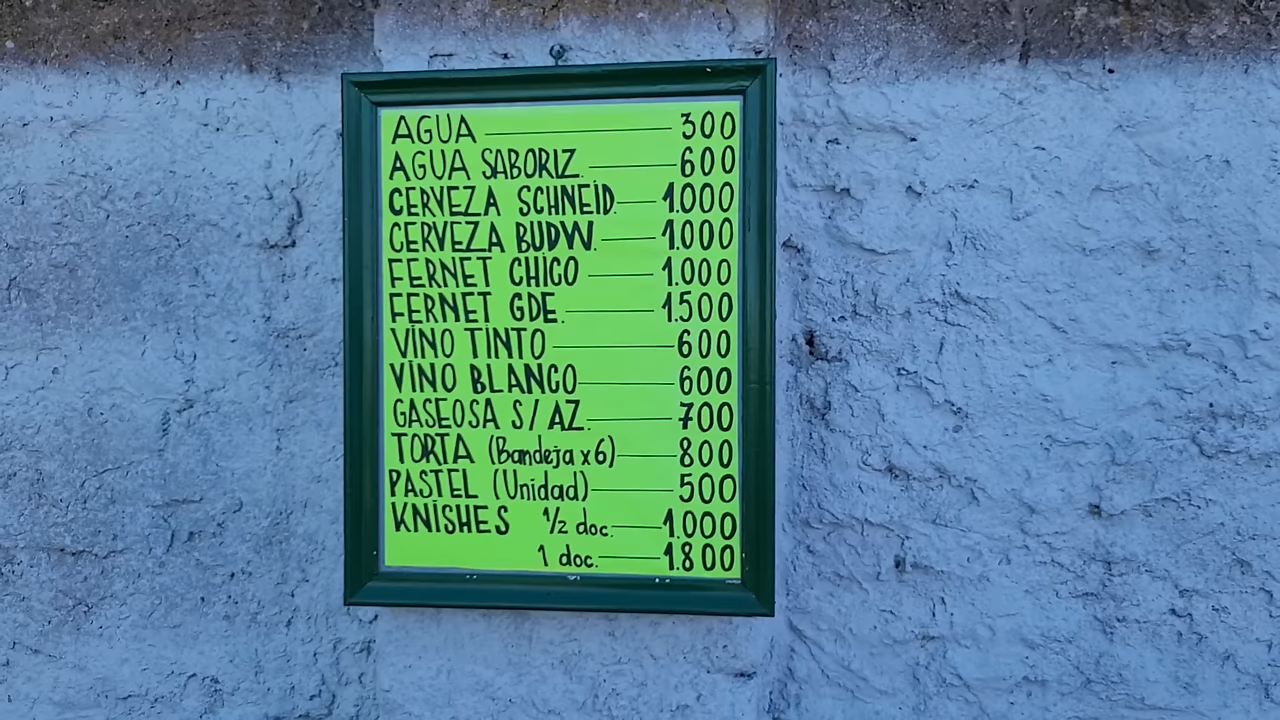 AGUA 300
AGUA SABORIZ. 600
CERVEZA SCHNEID. 1.000
CERVEZA BUDW. 1.000
FERNET CHICO 1.000
FERNET GDE. 1.500
VINO TINTO 600
VINO BLANCO 600
GASEOSA S/AZ. 700
TORTA (Bandeja x6) 800
PASTEL (Unidad) 500
KNISHES 1/2 doc. 1.000
1 doc. 1.800